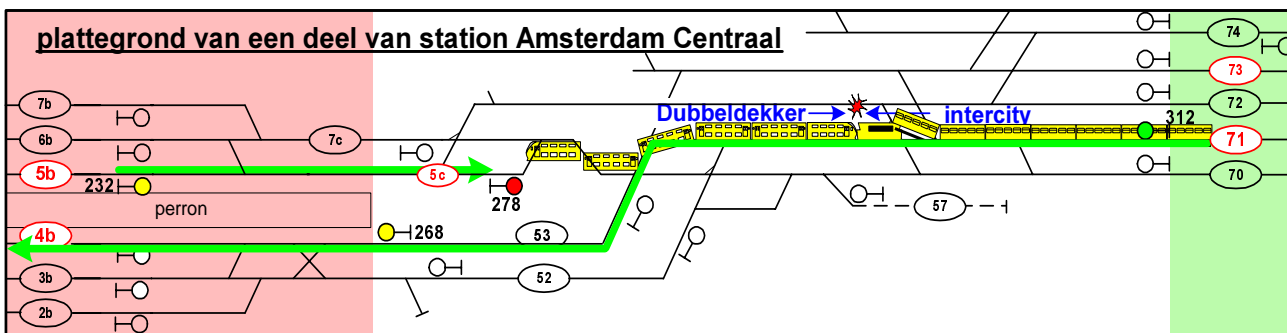 plattegrond van een deel van station Amsterdam Centraal
74
73
7b
Dubbeldekker
intercity
72
312
6b
7c
71
5b
5c
70
232
278
57
perron
4b
268
53
3b
52
2b